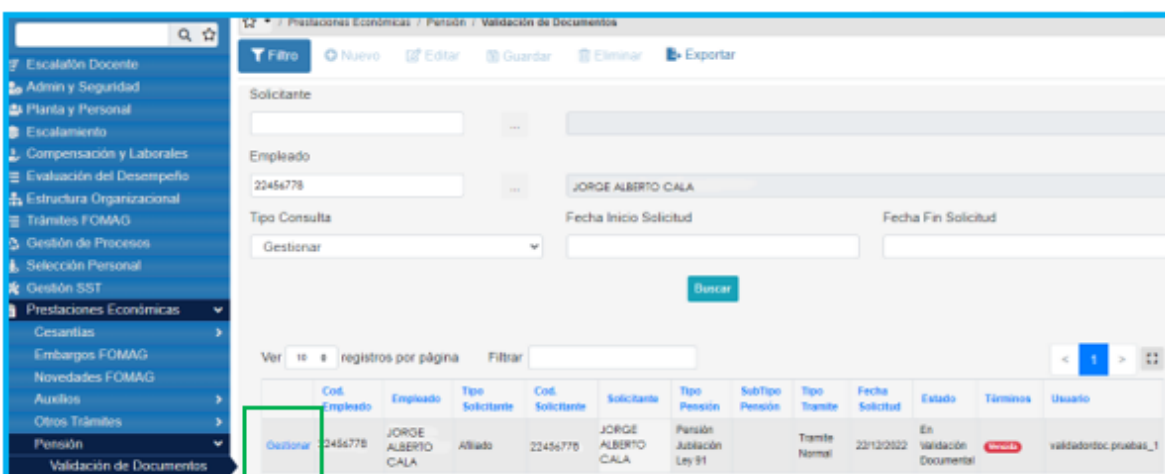 / Prestaciones Económicas / Pensión / Validación de Documentos
Filtro Nuevo Editar Guardar Eliminar Exportar
Escalafón Docente
Admin y Seguridad
Planta y Personal
Escalamiento
Compensación y Laborales
Evaluación del Desempeño
Estructura Organizacional
Trámites FOMAG
Gestión de Procesos
Selección Personal
Gestión SST
Prestaciones Económicas
Cesantías
Embargos FOMAG
Novedades FOMAG
Auxilios
Otros Trámites
Pensión
Validación de Documentos
Solicitante
...
Empleado
22456778 ... JORGE ALBERTO CALA
Tipo Consulta Fecha Inicio Solicitud Fecha Fin Solicitud
Gestionar
Buscar
Ver 10 registros por página Filtrar < 1 >
Cod. Empleado Empleado Tipo Solicitante Cod. Solicitante Solicitante Tipo Pensión SubTipo Pensión Tipo Tramite Fecha Solicitud Estado Términos Usuario
Gestionar 22456778 JORGE ALBERTO CALA Afiliado 22456778 JORGE ALBERTO CALA Pensión Jubilación Ley 91 Tramite Normal 22/12/2022 En Validación Documental validadordoc.pruebas_1